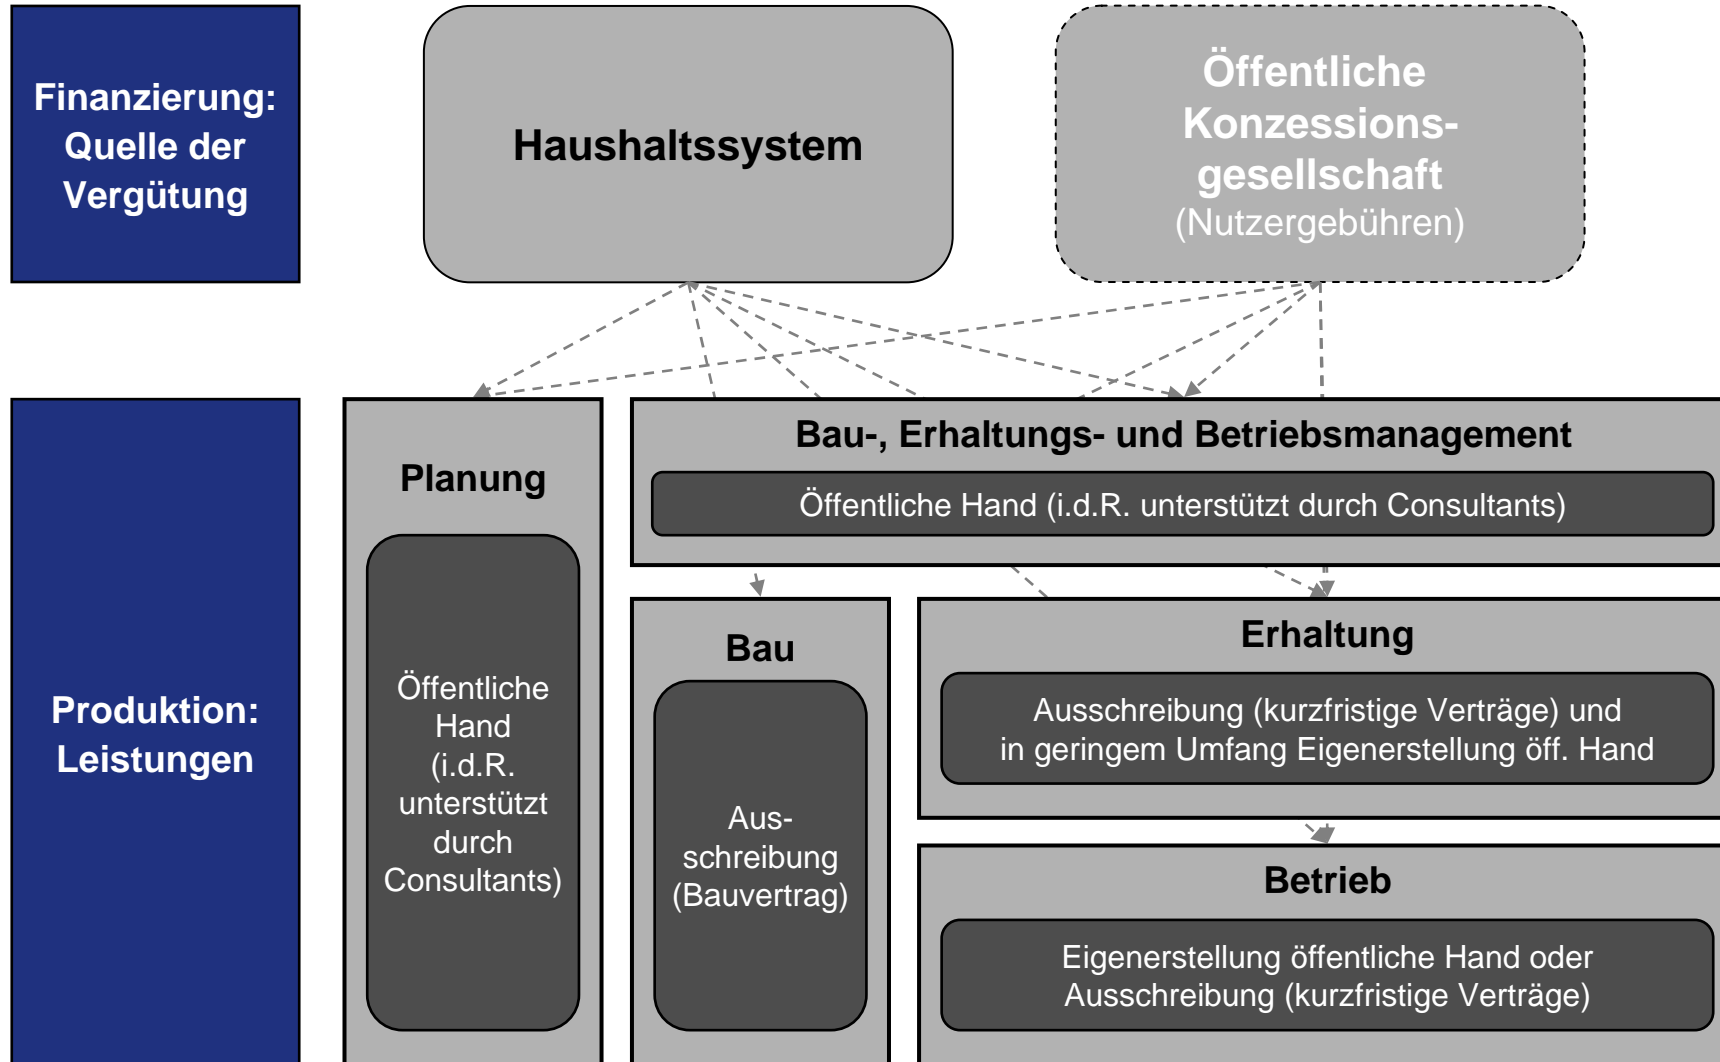 Finanzierung:
Quelle der
Vergütung
Haushaltssystem
Öffentliche
Konzessions-
gesellschaft
(Nutzergebühren)
Produktion:
Leistungen
Planung
Öffentliche
Hand
(i.d.R.
unterstützt
durch
Consultants)
Bau-, Erhaltungs- und Betriebsmanagement
Öffentliche Hand (i.d.R. unterstützt durch Consultants)
Bau
Aus-
schreibung
(Bauvertrag)
Erhaltung
Ausschreibung (kurzfristige Verträge) und
in geringem Umfang Eigenerstellung öff. Hand
Betrieb
Eigenerstellung öffentliche Hand oder
Ausschreibung (kurzfristige Verträge)